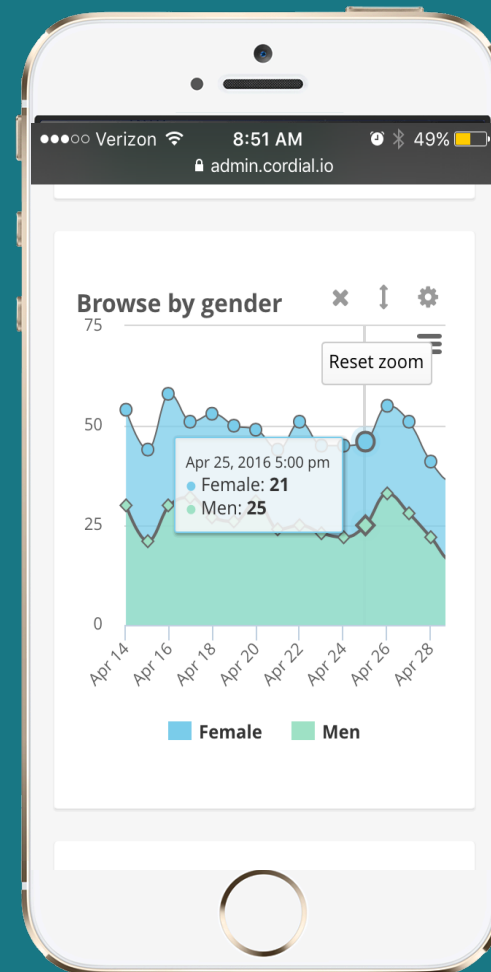 Verizon 8:51 AM 49%
admin.cordial.io
Browse by gender
75
Reset zoom
50
Apr 25, 2016 5:00 pm
Female: 21
Men: 25
25
0
Apr 14 Apr 16 Apr 18 Apr 20 Apr 22 Apr 24 Apr 26 Apr 28
Female Men